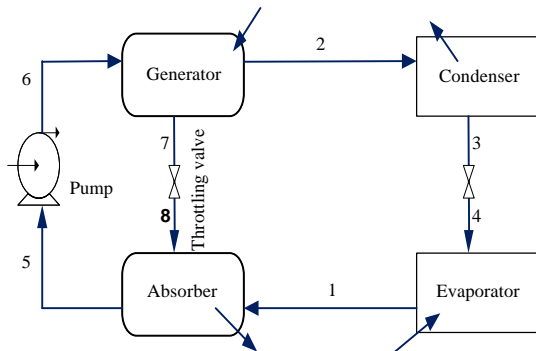 2
6
Generator
Condenser
7
3
Throttling valve
Pump
8
4
5
1
Absorber
Evaporator